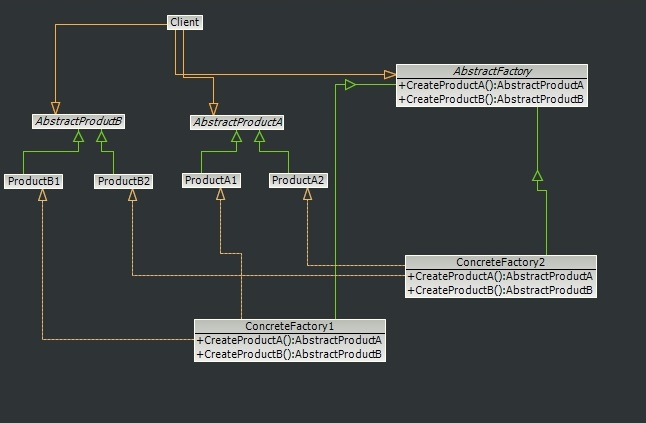 Client
AbstractFactory
+CreateProductA():AbstractProductA
+CreateProductB():AbstractProductB
AbstractProductB
AbstractProductA
ProductB1
ProductB2
ProductA1
ProductA2
ConcreteFactory2
+CreateProductA():AbstractProductA
+CreateProductB():AbstractProductB
ConcreteFactory1
+CreateProductA():AbstractProductA
+CreateProductB():AbstractProductB